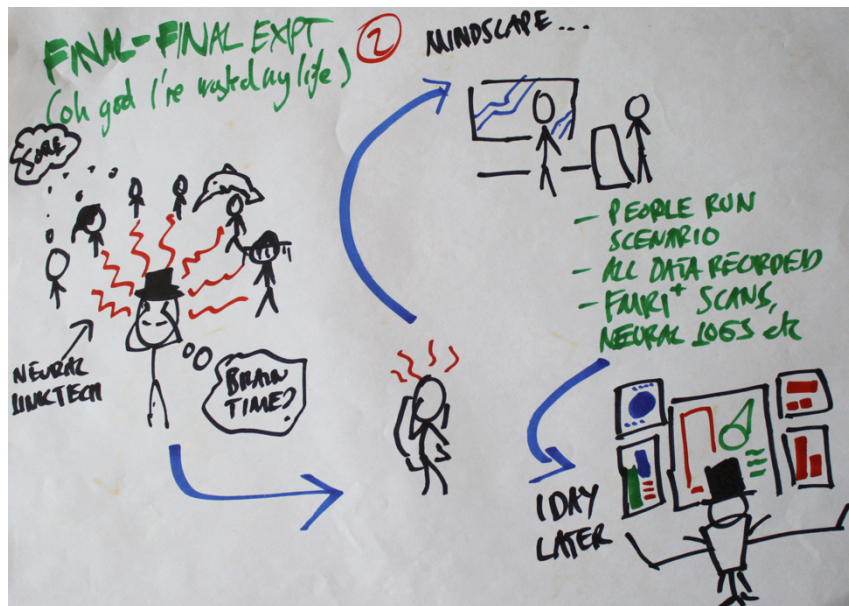 FINAL-FINAL EXPT
(oh god I've wasted my life)
2
MINDSCAPE...
SURE
NEURAL
LINKTECH
BRAIN
TIME?
- PEOPLE RUN
SCENARIO
- ALL DATA RECORDED
- FMRI+ SCANS,
NEURAL LOGS etc
1 DAY
LATER